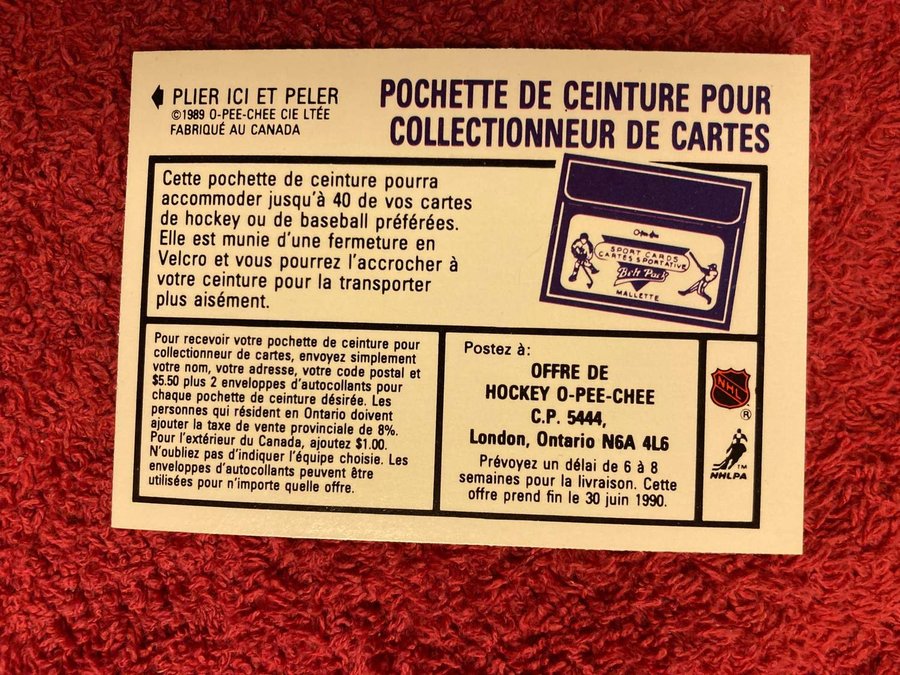 PLIER ICI ET PELER
©1989 O-PEE-CHEE CIE LTÉE
FABRIQUÉ AU CANADA
POCHETTE DE CEINTURE POUR
COLLECTIONNEUR DE CARTES
Cette pochette de ceinture pourra
accommoder jusqu'à 40 de vos cartes
de hockey ou de baseball préférées.
Elle est munie d'une fermeture en
Velcro et vous pourrez l'accrocher à
votre ceinture pour la transporter
plus aisément.
SPORT CARDS
CARTES SPORTATIVE
Belt Pack
MALLETTE
Pour recevoir votre pochette de ceinture pour
collectionneur de cartes, envoyez simplement
votre nom, votre adresse, votre code postal et
$5.50 plus 2 enveloppes d'autocollants pour
chaque pochette de ceinture désirée. Les
personnes qui résident en Ontario doivent
ajouter la taxe de vente provinciale de 8%.
Pour l'extérieur du Canada, ajoutez $1.00.
N'oubliez pas d'indiquer l'équipe choisie. Les
enveloppes d'autocollants peuvent être
utilisées pour n'importe quelle offre.
Postez à:
OFFRE DE
HOCKEY O-PEE-CHEE
C.P. 5444,
London, Ontario N6A 4L6
Prévoyez un délai de 6 à 8
semaines pour la livraison. Cette
offre prend fin le 30 juin 1990.
NHL
®
TM
NHLPA